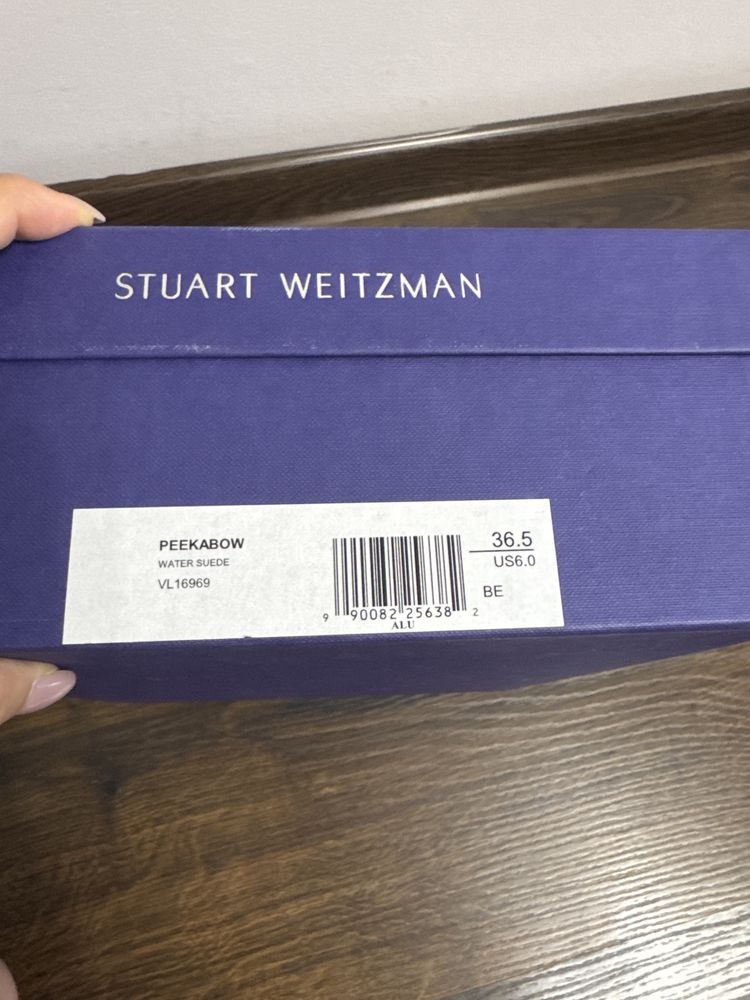 STUART WEITZMAN
PEEKABOW
WATER SUEDE
VL16969
9 90082 25638 2
ALU
36.5
US6.0
BE